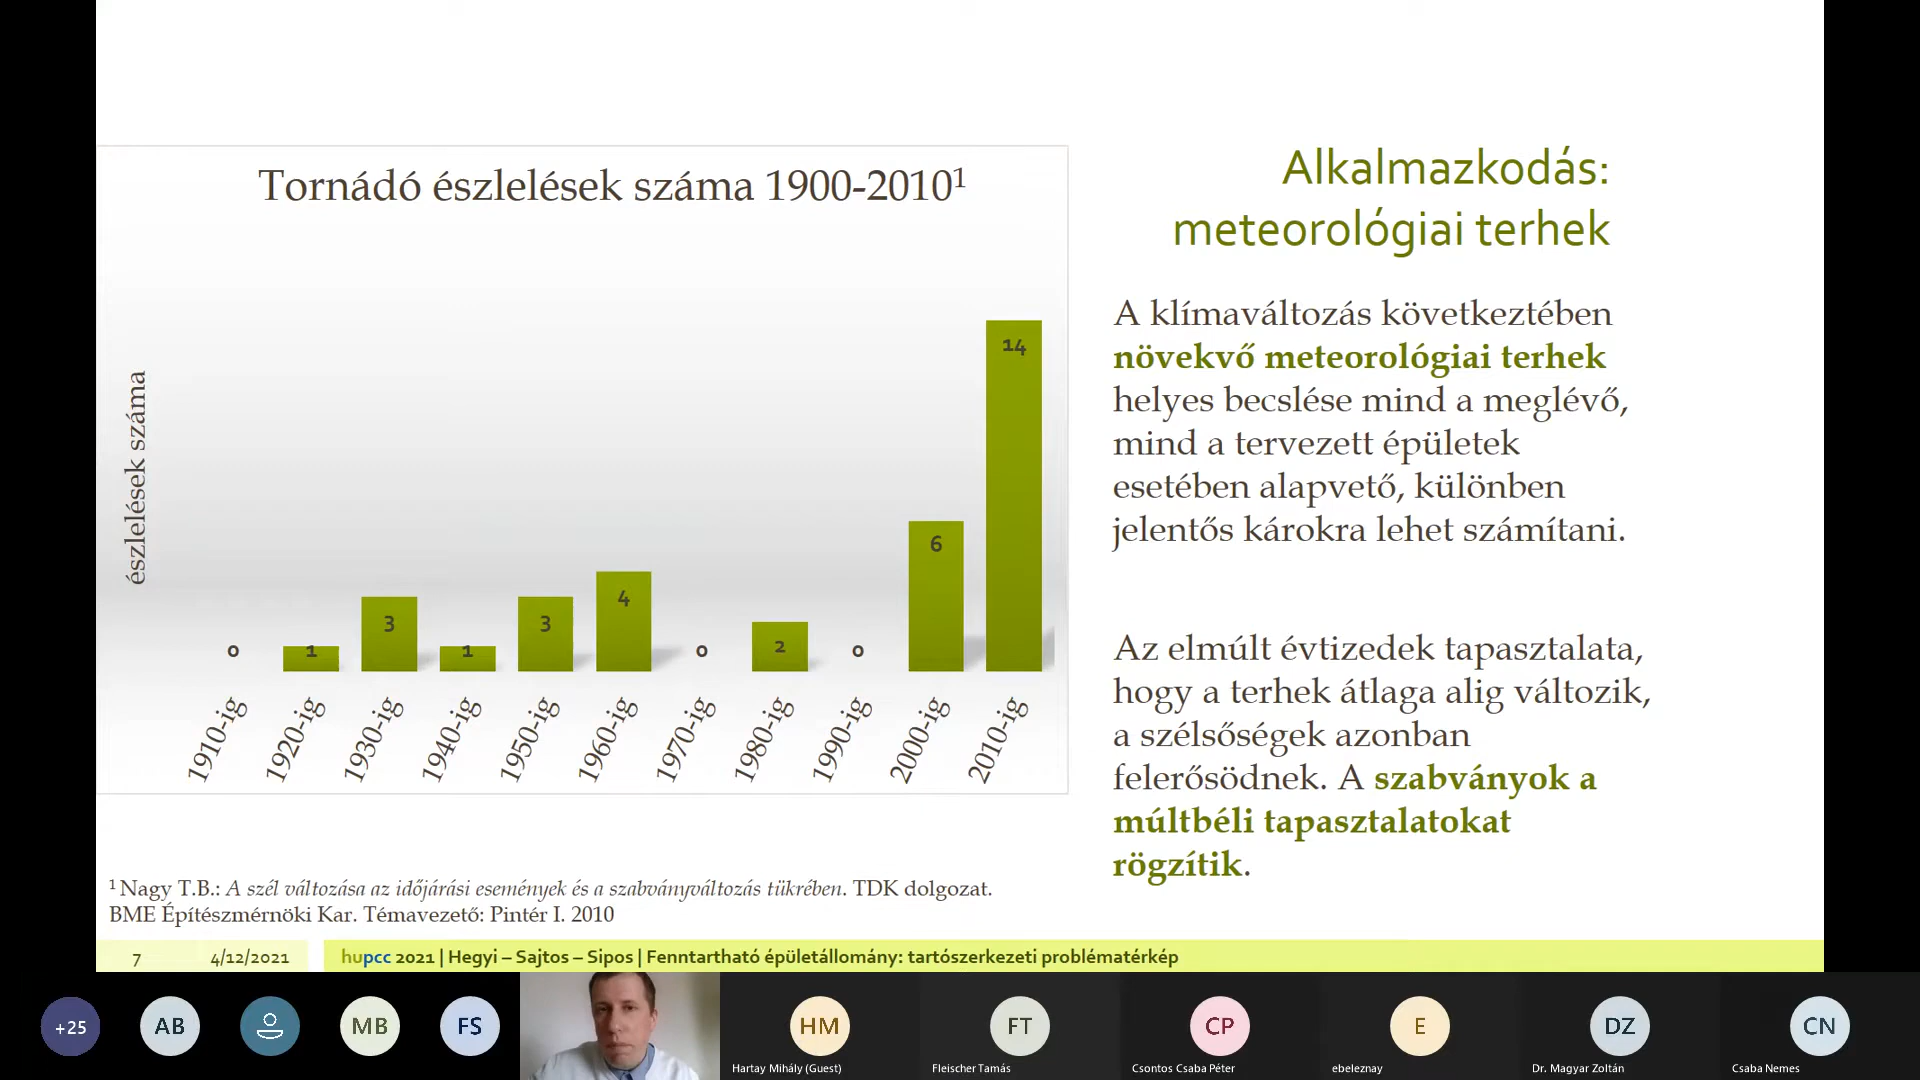 Tornádó észlelések száma 1900-2010¹
észlelések száma
0
1
3
1
3
4
0
2
0
6
14
1910-ig
1920-ig
1930-ig
1940-ig
1950-ig
1960-ig
1970-ig
1980-ig
1990-ig
2000-ig
2010-ig
¹ Nagy T.B.: A szél változása az időjárási események és a szabványváltozás tükrében. TDK dolgozat.
BME Építészmérnöki Kar. Témavezető: Pintér I. 2010
Alkalmazkodás:
meteorológiai terhek
A klímaváltozás következtében
növekvő meteorológiai terhek
helyes becslése mind a meglévő,
mind a tervezett épületek
esetében alapvető, különben
jelentős károkra lehet számítani.
Az elmúlt évtizedek tapasztalata,
hogy a terhek átlaga alig változik,
a szélsőségek azonban
felerősödnek. A szabványok a
múltbéli tapasztalatokat
rögzítik.
7 4/12/2021 hupcc 2021 | Hegyi – Sajtos – Sipos | Fenntartható épületállomány: tartószerkezeti problématérkép
+25
AB
MB
FS
HM
Hartay Mihály (Guest)
FT
Fleischer Tamás
CP
Csontos Csaba Péter
E
ebeleznay
DZ
Dr. Magyar Zoltán
CN
Csaba Nemes